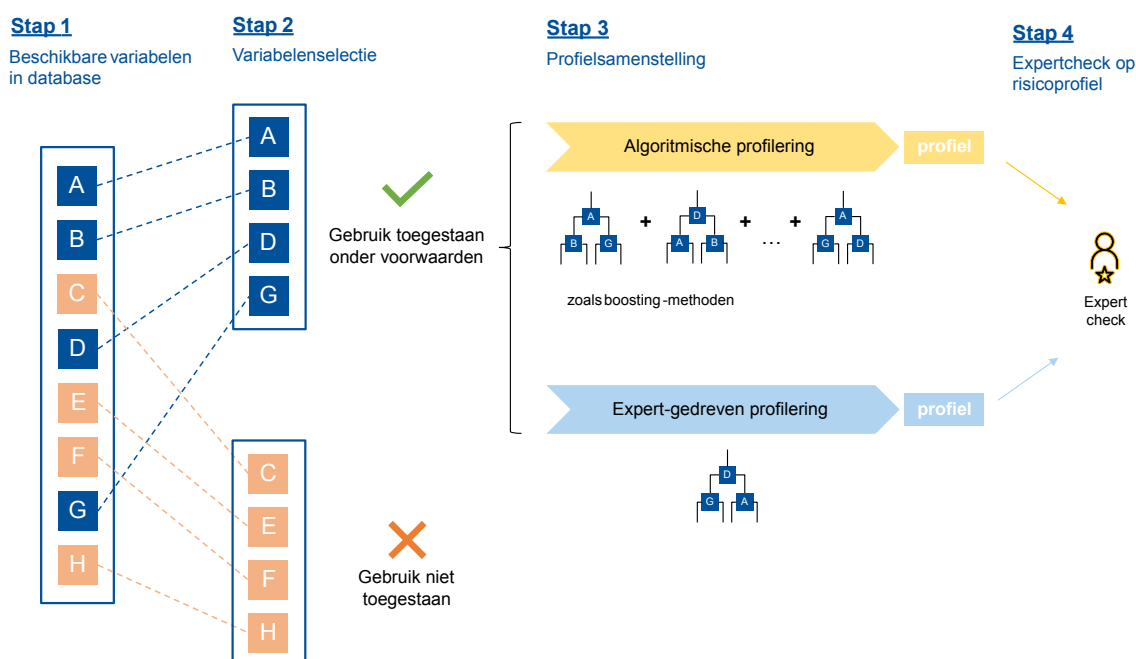 Stap 1
Beschikbare variabelen
in database
A
B
C
D
E
F
G
H
Stap 2
Variabelenselectie
A
B
D
G
Gebruik toegestaan
onder voorwaarden
C
E
F
H
Gebruik niet
toegestaan
Stap 3
Profielsamenstelling
Algoritmische profilering
profiel
A
B G
+
D
A B
+
...
+
A
G D
zoals boosting-methoden
Expert-gedreven profilering
profiel
D
G A
Stap 4
Expertcheck op
risicoprofiel
Expert
check